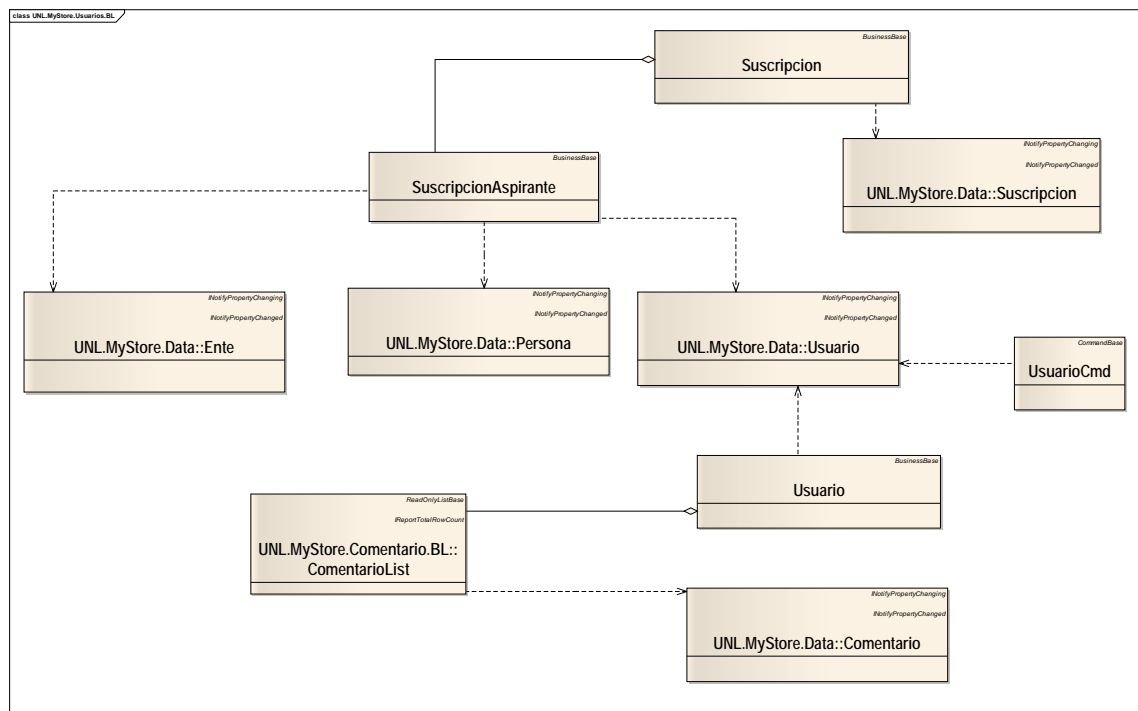 class UNL.MyStore.Usuarios.BL
BusinessBase
Suscripcion
INotifyPropertyChanging
INotifyPropertyChanged
UNL.MyStore.Data::Suscripcion
BusinessBase
SuscripcionAspirante
INotifyPropertyChanging
INotifyPropertyChanged
UNL.MyStore.Data::Ente
INotifyPropertyChanging
INotifyPropertyChanged
UNL.MyStore.Data::Persona
INotifyPropertyChanging
INotifyPropertyChanged
UNL.MyStore.Data::Usuario
CommandBase
UsuarioCmd
BusinessBase
Usuario
ReadOnlyListBase
IReportTotalRowCount
UNL.MyStore.Comentario.BL::
ComentarioList
INotifyPropertyChanging
INotifyPropertyChanged
UNL.MyStore.Data::Comentario